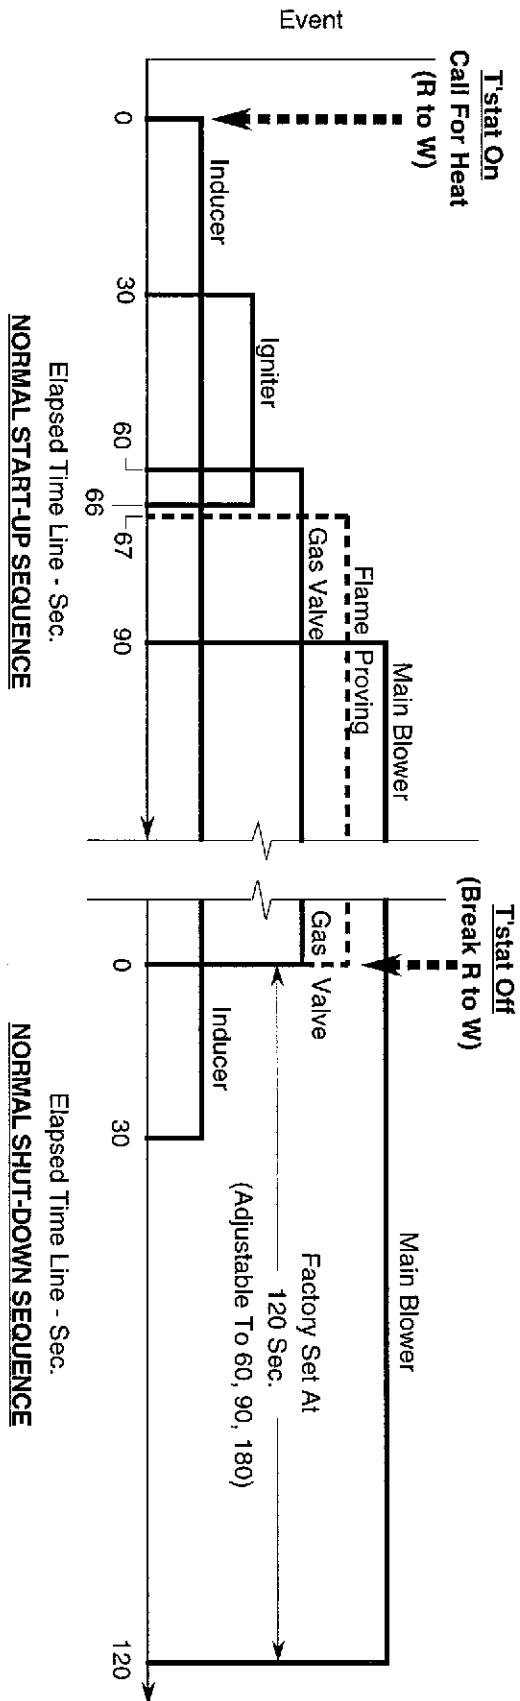 Event
T'stat On
Call For Heat
(R to W)
Inducer
Igniter
Gas Valve
Flame Proving
Main Blower
0
30
60
66
67
90
Elapsed Time Line - Sec.
NORMAL START-UP SEQUENCE
T'stat Off
(Break R to W)
Gas Valve
Inducer
Main Blower
Factory Set At
120 Sec.
(Adjustable To 60, 90, 180)
0
30
120
Elapsed Time Line - Sec.
NORMAL SHUT-DOWN SEQUENCE